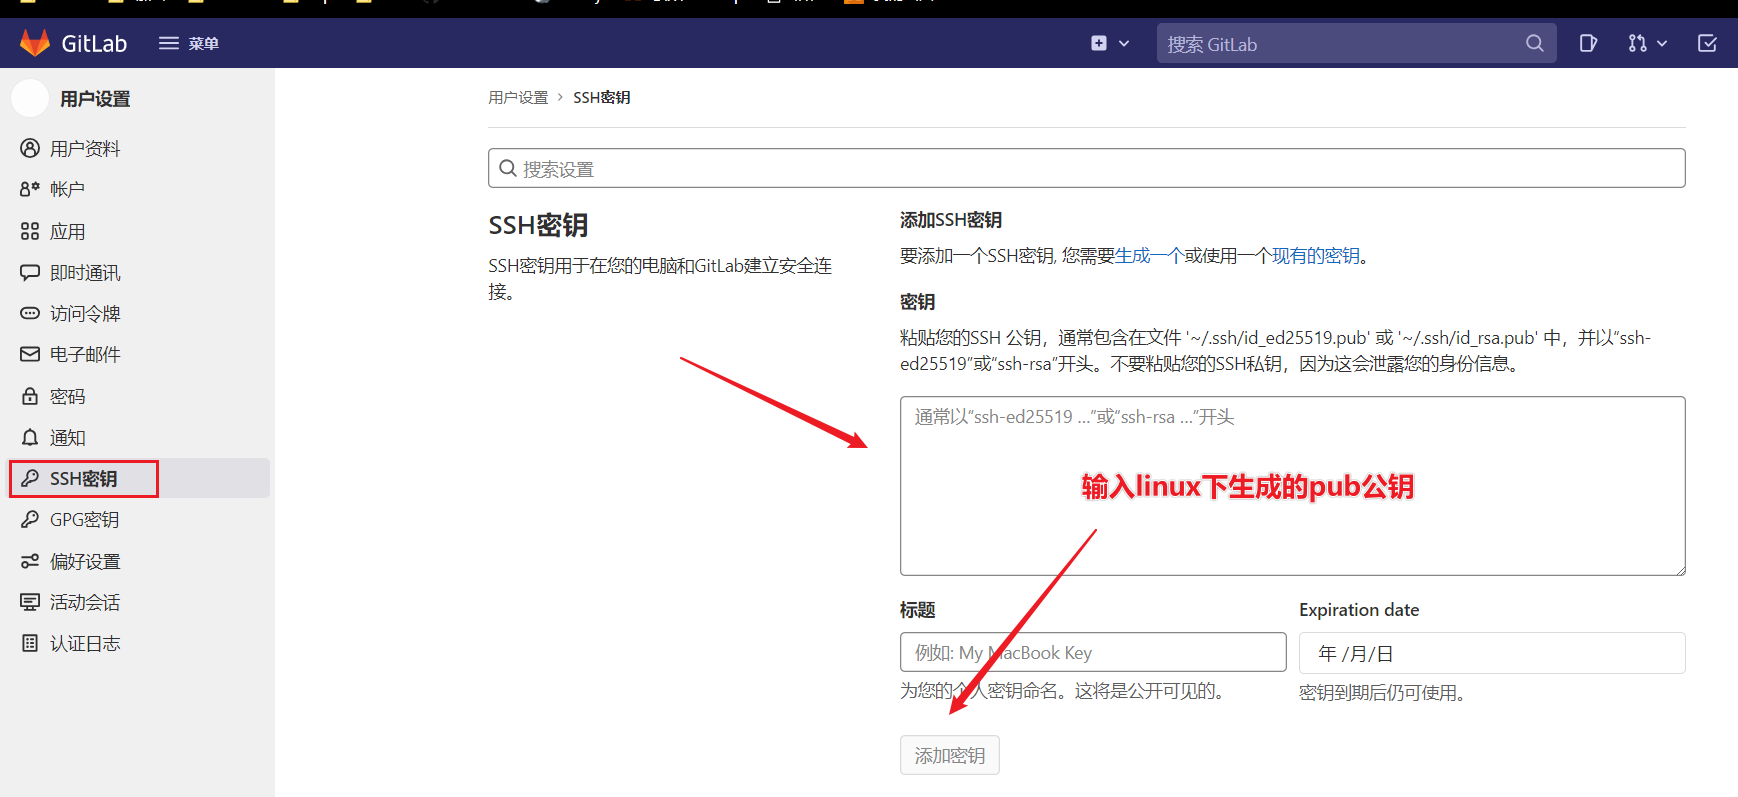 GitLab
菜单
搜索 GitLab
用户设置
用户资料
帐户
应用
即时通讯
访问令牌
电子邮件
密码
通知
SSH密钥
GPG密钥
偏好设置
活动会话
认证日志
用户设置 › SSH密钥
搜索设置
SSH密钥
SSH密钥用于在您的电脑和GitLab建立安全连
接。
添加SSH密钥
要添加一个SSH密钥, 您需要生成一个或使用一个现有的密钥。
密钥
粘贴您的SSH 公钥，通常包含在文件 '~/.ssh/id_ed25519.pub' 或 '~/.ssh/id_rsa.pub' 中，并以“ssh-
ed25519”或“ssh-rsa”开头。不要粘贴您的SSH私钥，因为这会泄露您的身份信息。
通常以“ssh-ed25519 ...”或“ssh-rsa ...”开头
输入linux下生成的pub公钥
标题
例如: My MacBook Key
为您的个人密钥命名。这将是公开可见的。
Expiration date
年 /月/日
密钥到期后仍可使用。
添加密钥